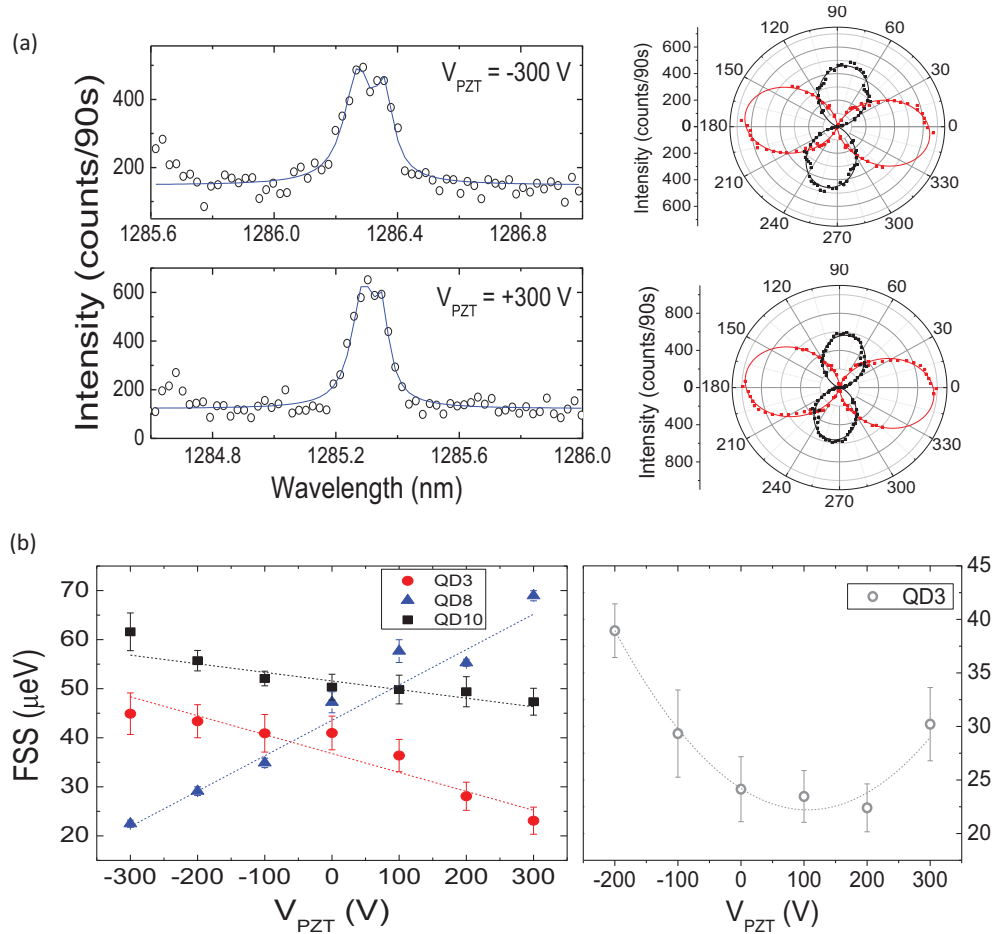 (a)
Intensity (counts/90s)
V_PZT = -300 V
400
200
1285.6 1286.0 1286.4 1286.8
V_PZT = +300 V
600
400
200
0
1284.8 1285.2 1285.6 1286.0
Wavelength (nm)
Intensity (counts/90s)
600
400
200
0
200
400
600
0
30
60
90
120
150
180
210
240
270
300
330
Intensity (counts/90s)
800
400
0
400
800
0
30
60
90
120
150
180
210
240
270
300
330
(b)
FSS (μeV)
70
60
50
40
30
20
QD3
QD8
QD10
-300 -200 -100 0 100 200 300
V_PZT (V)
QD3
45
40
35
30
25
20
-200 -100 0 100 200 300
V_PZT (V)